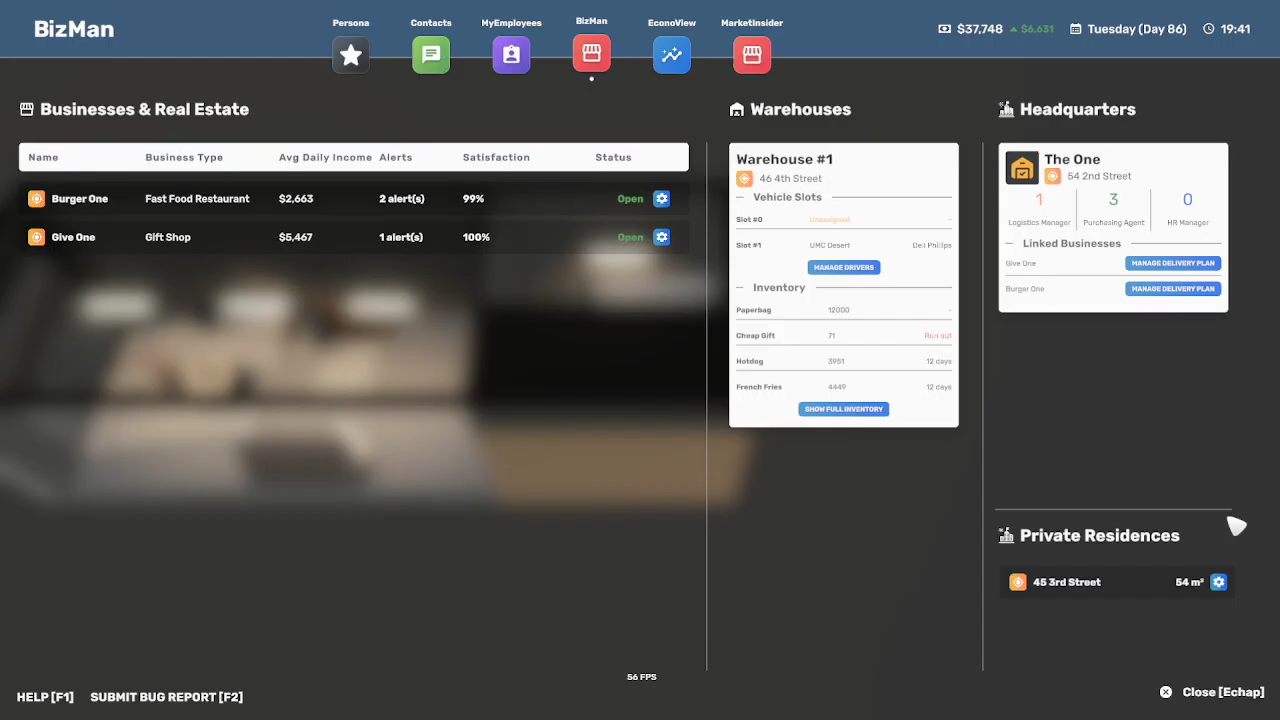 BizMan
Persona
Contacts
MyEmployees
BizMan
EconoView
MarketInsider
$37,748
$6,631
Tuesday (Day 86)
19:41
Businesses & Real Estate
Name Business Type Avg Daily Income Alerts Satisfaction Status
Burger One Fast Food Restaurant $2,663 2 alert(s) 99% Open
Give One Gift Shop $5,467 1 alert(s) 100% Open
Warehouses
Warehouse #1
46 4th Street
Vehicle Slots
Slot #0 Unassigned -
Slot #1 UMC Desert Dell Phillips
MANAGE DRIVERS
Inventory
Paperbag 12000 -
Cheap Gift 71 Run out
Hotdog 3951 12 days
French Fries 4449 12 days
SHOW FULL INVENTORY
Headquarters
The One
54 2nd Street
1 3 0
Logistics Manager Purchasing Agent HR Manager
Linked Businesses
Give One MANAGE DELIVERY PLAN
Burger One MANAGE DELIVERY PLAN
Private Residences
45 3rd Street 54 m²
56 FPS
HELP [F1] SUBMIT BUG REPORT [F2]
Close [Echap]